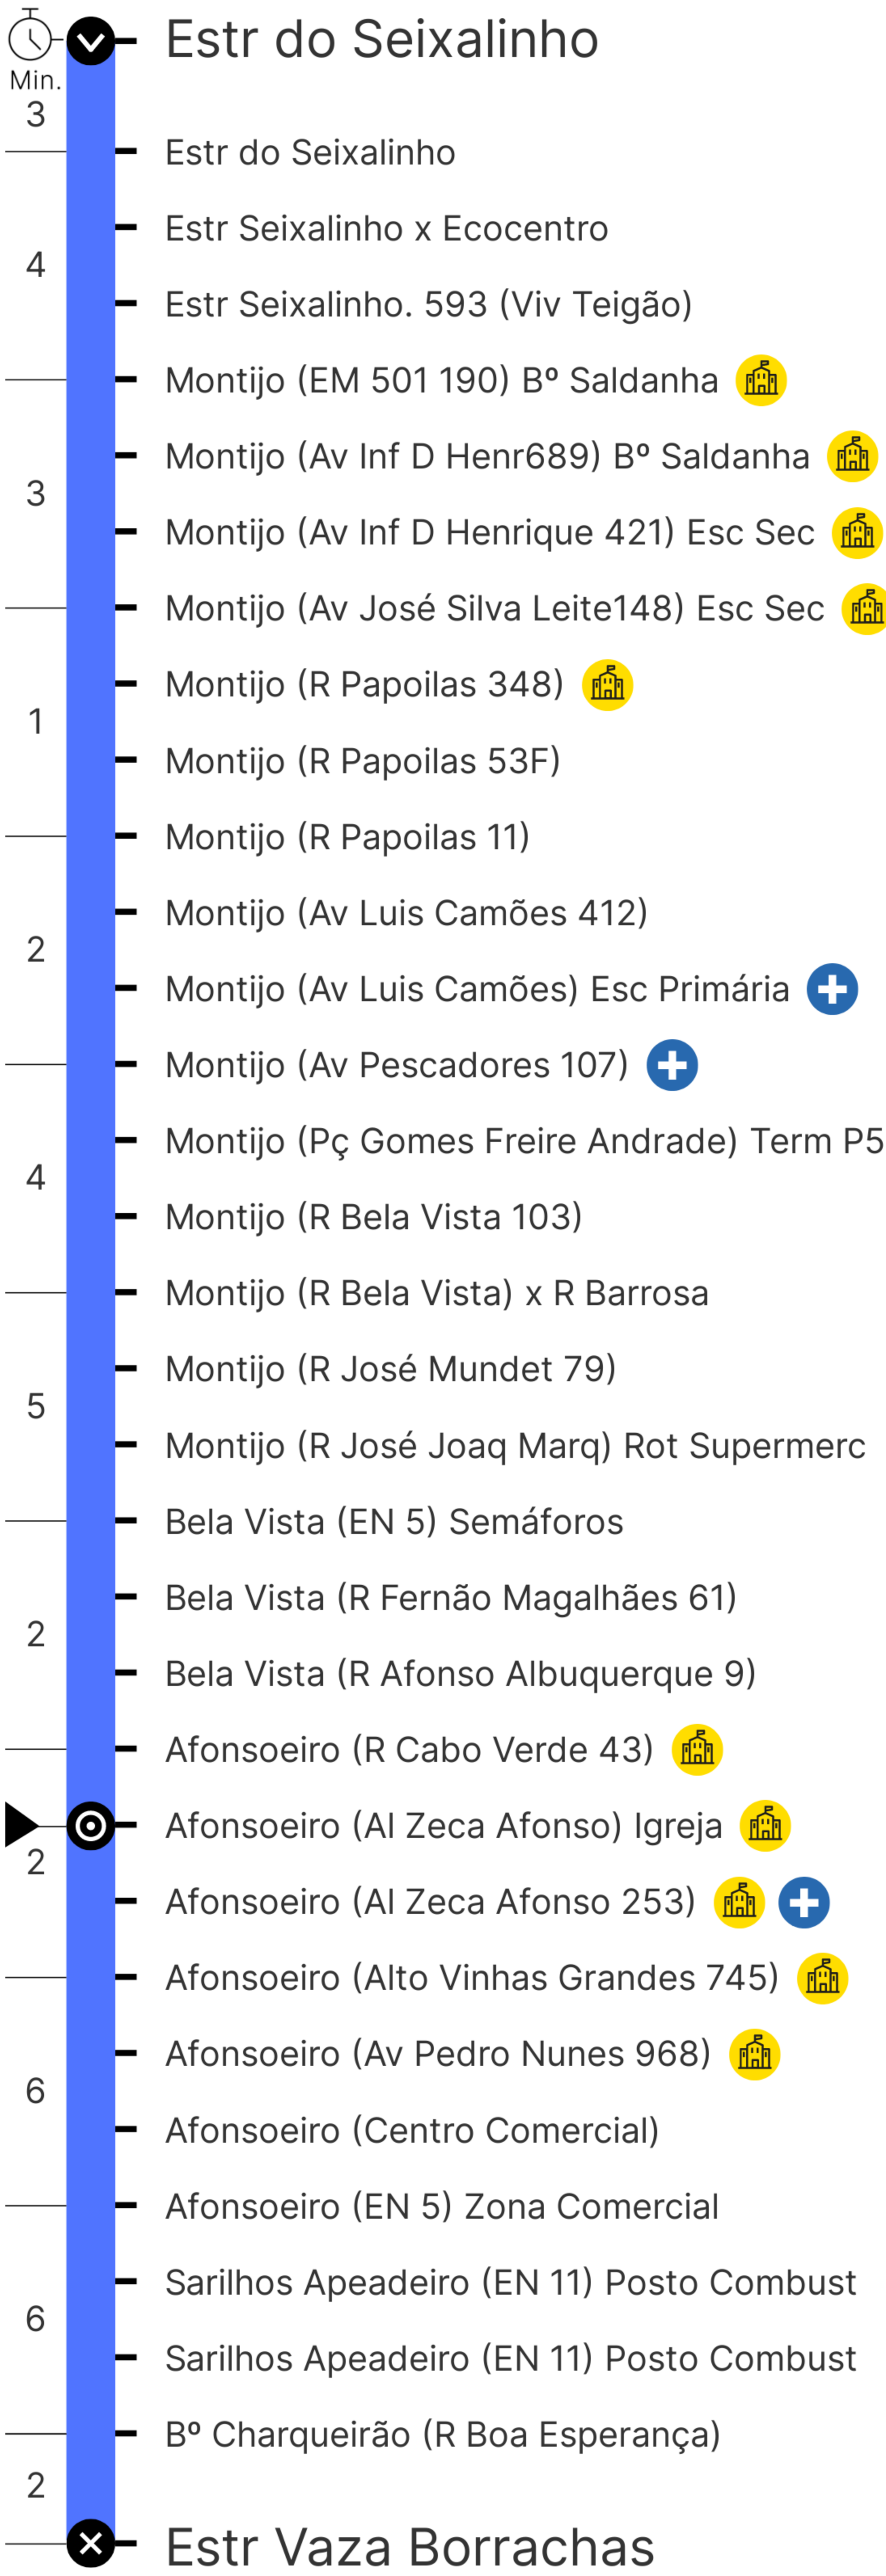 Estr do Seixalinho
Min.
3
Estr do Seixalinho
Estr Seixalinho x Ecocentro
4
Estr Seixalinho. 593 (Viv Teigão)
Montijo (EM 501 190) Bº Saldanha
Montijo (Av Inf D Henr689) Bº Saldanha
3
Montijo (Av Inf D Henrique 421) Esc Sec
Montijo (Av José Silva Leite148) Esc Sec
Montijo (R Papoilas 348)
1
Montijo (R Papoilas 53F)
Montijo (R Papoilas 11)
Montijo (Av Luis Camões 412)
2
Montijo (Av Luis Camões) Esc Primária
Montijo (Av Pescadores 107)
Montijo (Pç Gomes Freire Andrade) Term P5
4
Montijo (R Bela Vista 103)
Montijo (R Bela Vista) x R Barrosa
Montijo (R José Mundet 79)
5
Montijo (R José Joaq Marq) Rot Supermerc
Bela Vista (EN 5) Semáforos
Bela Vista (R Fernão Magalhães 61)
2
Bela Vista (R Afonso Albuquerque 9)
Afonsoeiro (R Cabo Verde 43)
Afonsoeiro (Al Zeca Afonso) Igreja
2
Afonsoeiro (Al Zeca Afonso 253)
Afonsoeiro (Alto Vinhas Grandes 745)
Afonsoeiro (Av Pedro Nunes 968)
6
Afonsoeiro (Centro Comercial)
Afonsoeiro (EN 5) Zona Comercial
Sarilhos Apeadeiro (EN 11) Posto Combust
6
Sarilhos Apeadeiro (EN 11) Posto Combust
Bº Charqueirão (R Boa Esperança)
2
Estr Vaza Borrachas